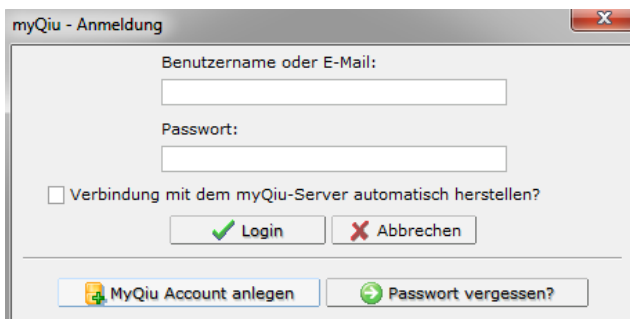 myQiu - Anmeldung
Benutzername oder E-Mail:
Passwort:
Verbindung mit dem myQiu-Server automatisch herstellen?
Login Abbrechen
MyQiu Account anlegen Passwort vergessen?